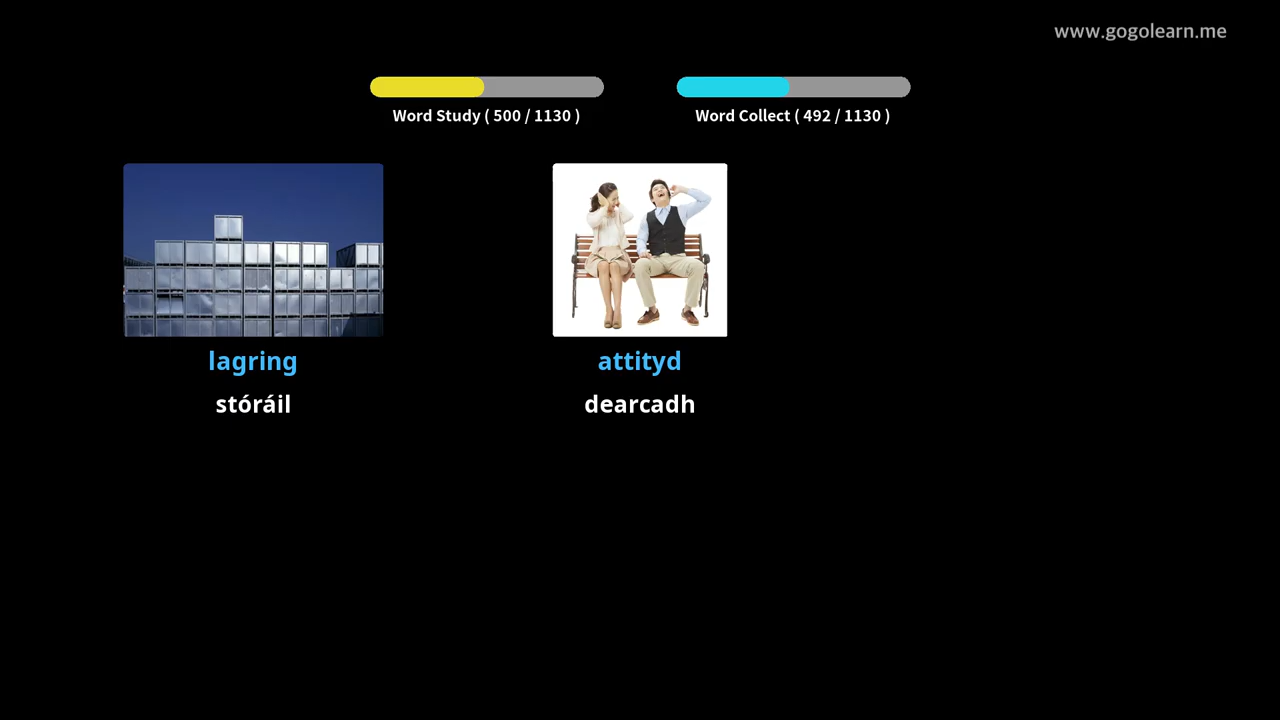 www.gogolearn.me
Word Study ( 500 / 1130 )
Word Collect ( 492 / 1130 )
lagring
stóráil
attityd
dearcadh